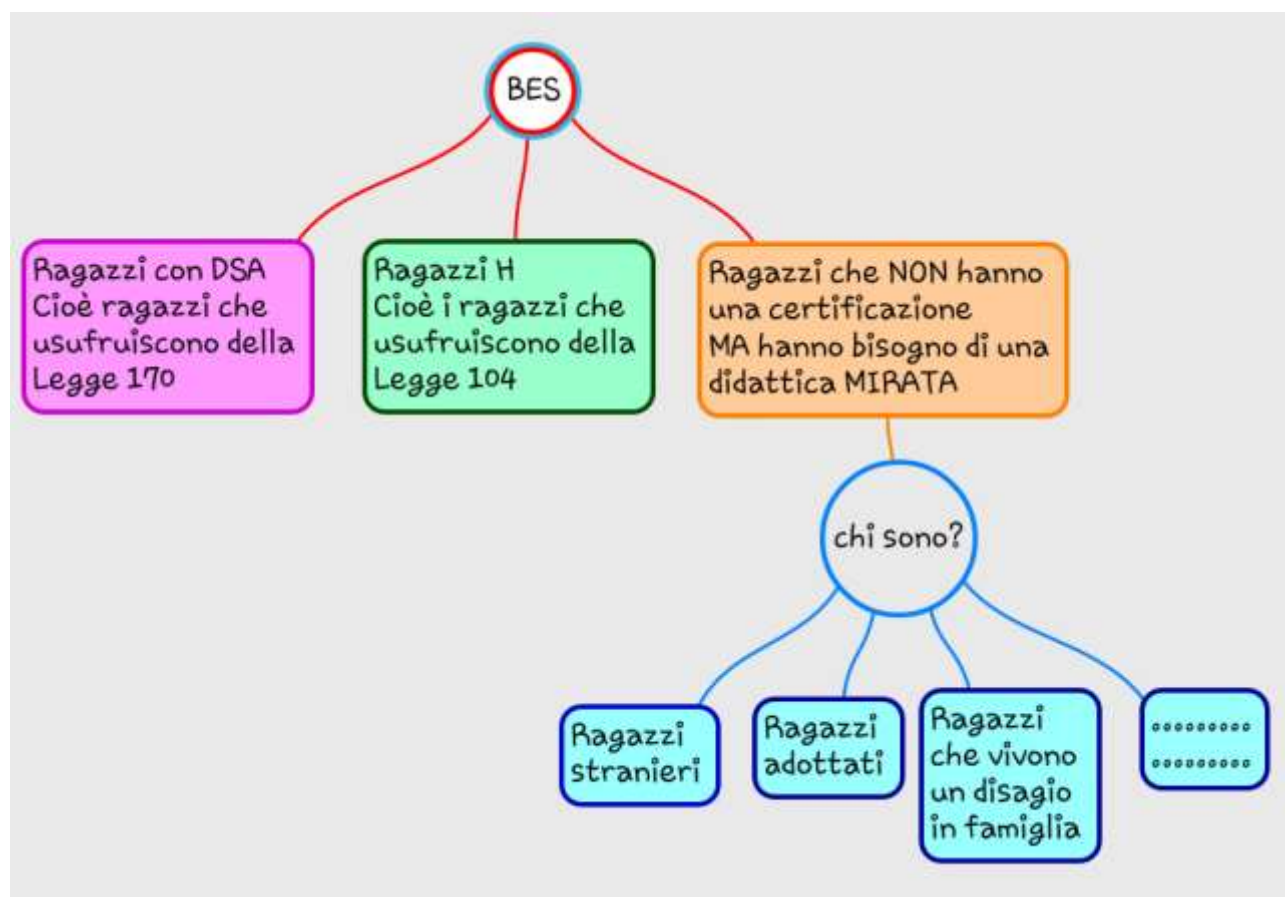 BES
Ragazzi con DSA
Cioè ragazzi che
usufruiscono della
Legge 170
Ragazzi H
Cioè i ragazzi che
usufruiscono della
Legge 104
Ragazzi che NON hanno
una certificazione
MA hanno bisogno di una
didattica MIRATA
chi sono?
Ragazzi
stranieri
Ragazzi
adottati
Ragazzi
che vivono
un disagio
in famiglia
.........
.........